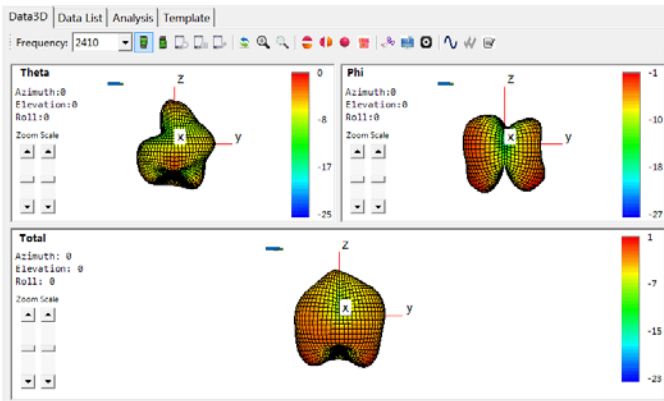 Data3D Data List Analysis Template
Frequency: 2410
Theta
Azimuth:0
Elevation:0
Roll:0
Zoom Scale
z
x
y
0
-8
-17
-25
Phi
Azimuth:0
Elevation:0
Roll:0
Zoom Scale
z
x
y
-1
-10
-18
-27
Total
Azimuth: 0
Elevation: 0
Roll: 0
Zoom Scale
z
x
y
1
-7
-15
-23